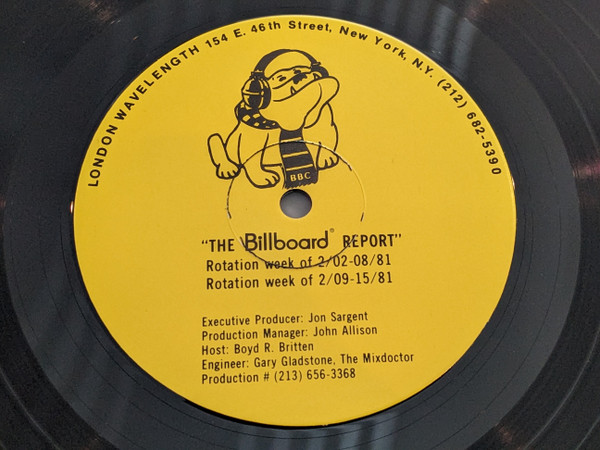 LONDON WAVELENGTH 154 E. 46th Street, New York, N.Y. (212) 682-5390
BBC
"THE Billboard® REPORT"
Rotation week of 2/02-08/81
Rotation week of 2/09-15/81
Executive Producer: Jon Sargent
Production Manager: John Allison
Host: Boyd R. Britten
Engineer: Gary Gladstone, The Mixdoctor
Production # (213) 656-3368